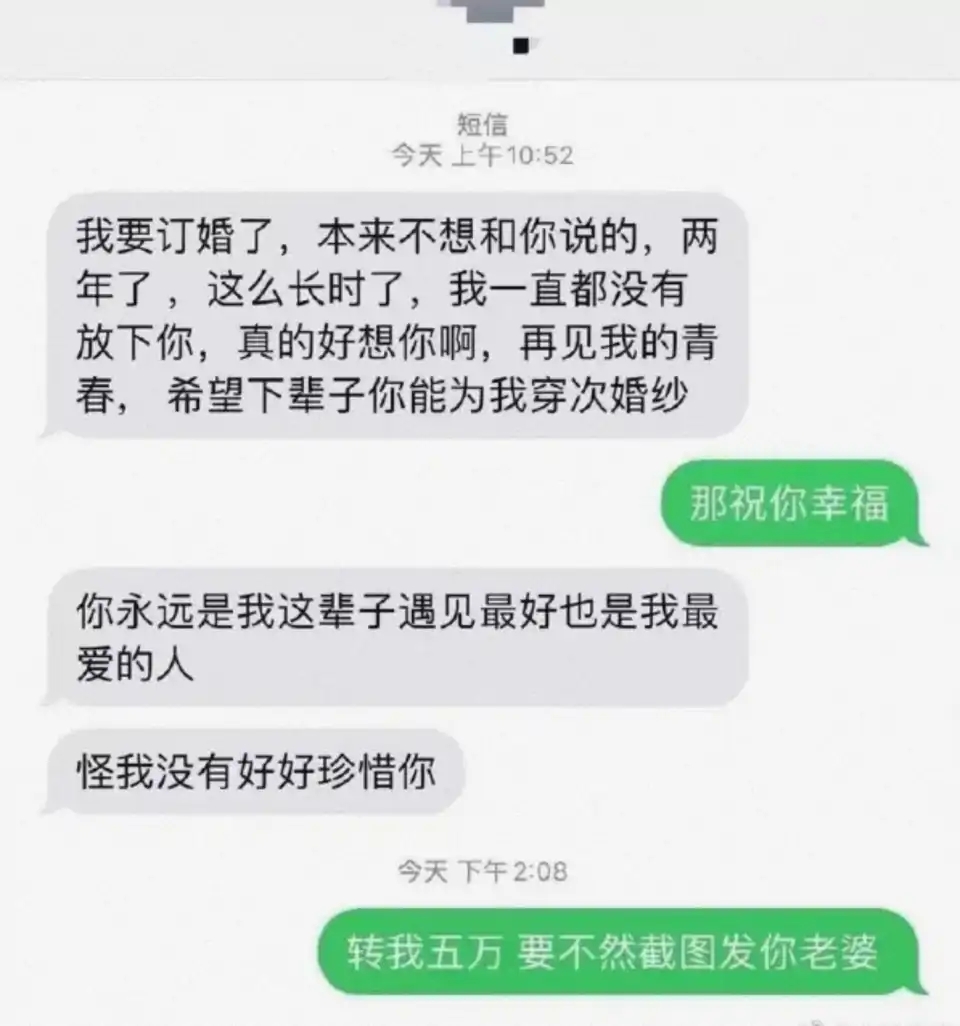 短信
今天 上午10:52
我要订婚了，本来不想和你说的，两
年了 ，这么长时了，我一直都没有
放下你，真的好想你啊，再见我的青
春， 希望下辈子你能为我穿次婚纱
那祝你幸福
你永远是我这辈子遇见最好也是我最
爱的人
怪我没有好好珍惜你
今天 下午2:08
转我五万 要不然截图发你老婆